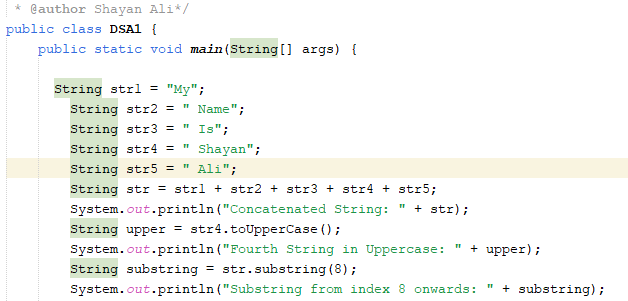 * @author Shayan Ali*/
public class DSA1 {
public static void main(String[] args) {
String str1 = "My";
String str2 = " Name";
String str3 = " Is";
String str4 = " Shayan";
String str5 = " Ali";
String str = str1 + str2 + str3 + str4 + str5;
System.out.println("Concatenated String: " + str);
String upper = str4.toUpperCase();
System.out.println("Fourth String in Uppercase: " + upper);
String substring = str.substring(8);
System.out.println("Substring from index 8 onwards: " + substring);